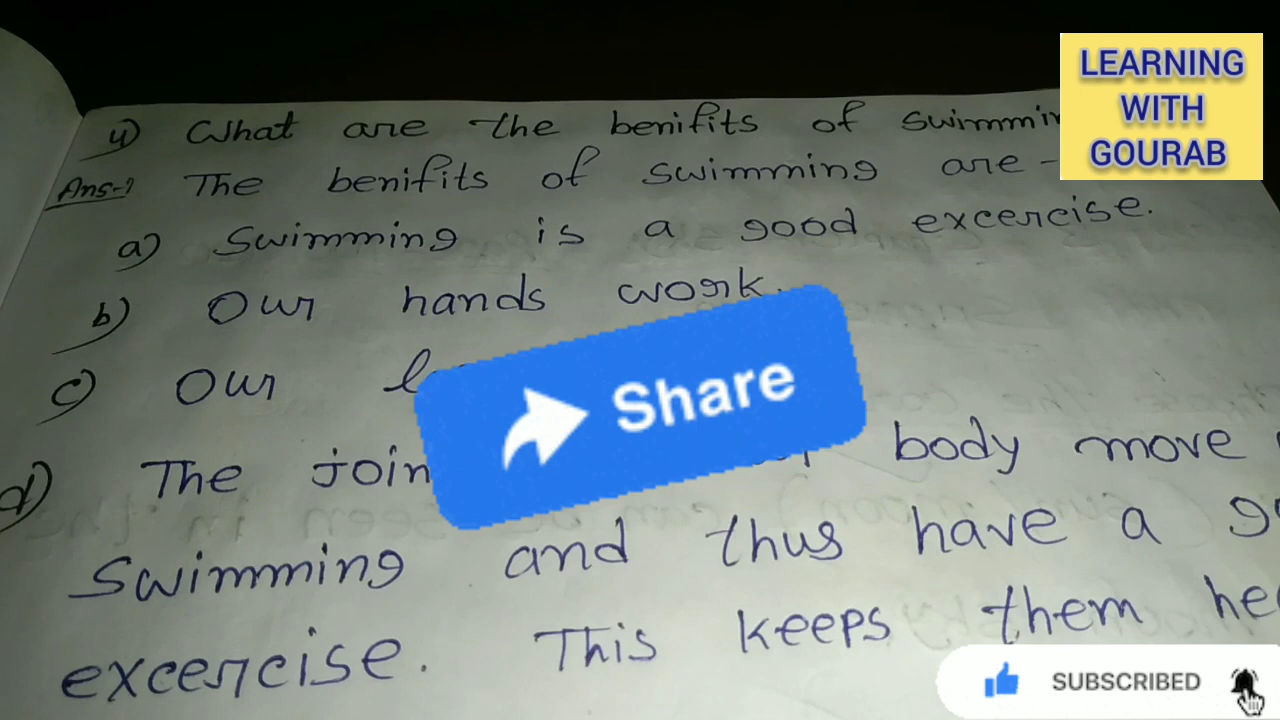 LEARNING
WITH
GOURAB
4) What are the benifits of
Ans-> The benifits of swimming are -
a) Swimming is a good excercise.
b) Our hands work.
c) Our
d) The body move
Swimming and thus have a
excercise. This keeps them
Share
SUBSCRIBED